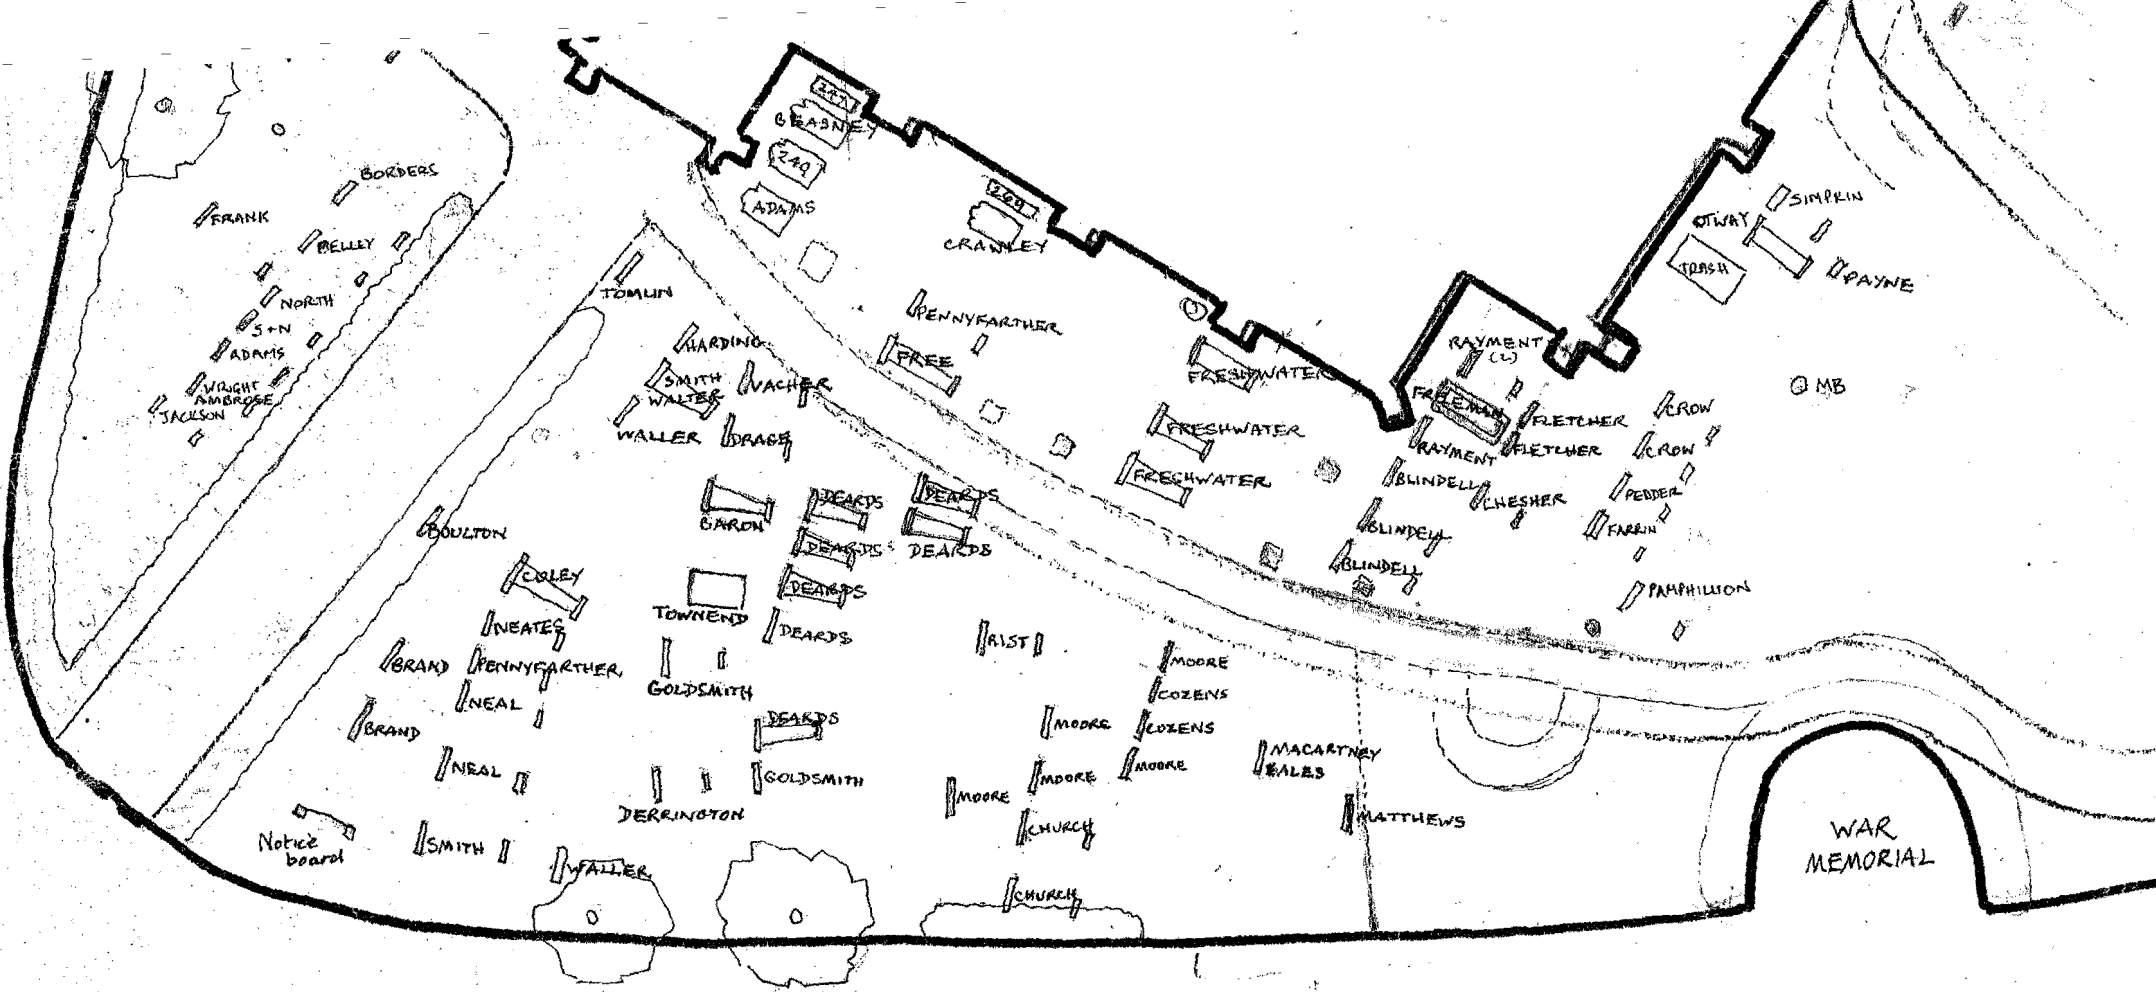 247
BEASNEY
249
ADAMS
260
CRAWLEY
BORDERS
FRANK
BELLEY
NORTH
S+N
ADAMS
WRIGHT
AMBROSE
JACKSON
TOMLIN
HARDING
SMITH
WALTER
VACHER
WALLER
DRAGE
PENNYFARTHER
FREE
FRESHWATER
FRESHWATER
FRESHWATER
SIMPKIN
OTWAY
TRASH
PAYNE
RAYMENT
(2)
FREEMAN
FLETCHER
RAYMENT
FLETCHER
CROW
CROW
MB
BLINDELL
CHESHER
PEDDER
BLINDELL
FARRIN
BLINDELL
PAMPHILION
BOULTON
BARON
DEARDS
DEARDS
DEARDS
DEARDS
COLEY
TOWNEND
DEARDS
DEARDS
NEATES
BRAND
PENNYFARTHER
GOLDSMITH
RIST
MOORE
NEAL
COZENS
BRAND
DEARDS
MOORE
COZENS
NEAL
GOLDSMITH
MOORE
MOORE
MACARTNEY
EALES
DERRINGTON
MOORE
MATTHEWS
Notice
board
SMITH
CHURCH
WALLER
CHURCH
WAR
MEMORIAL